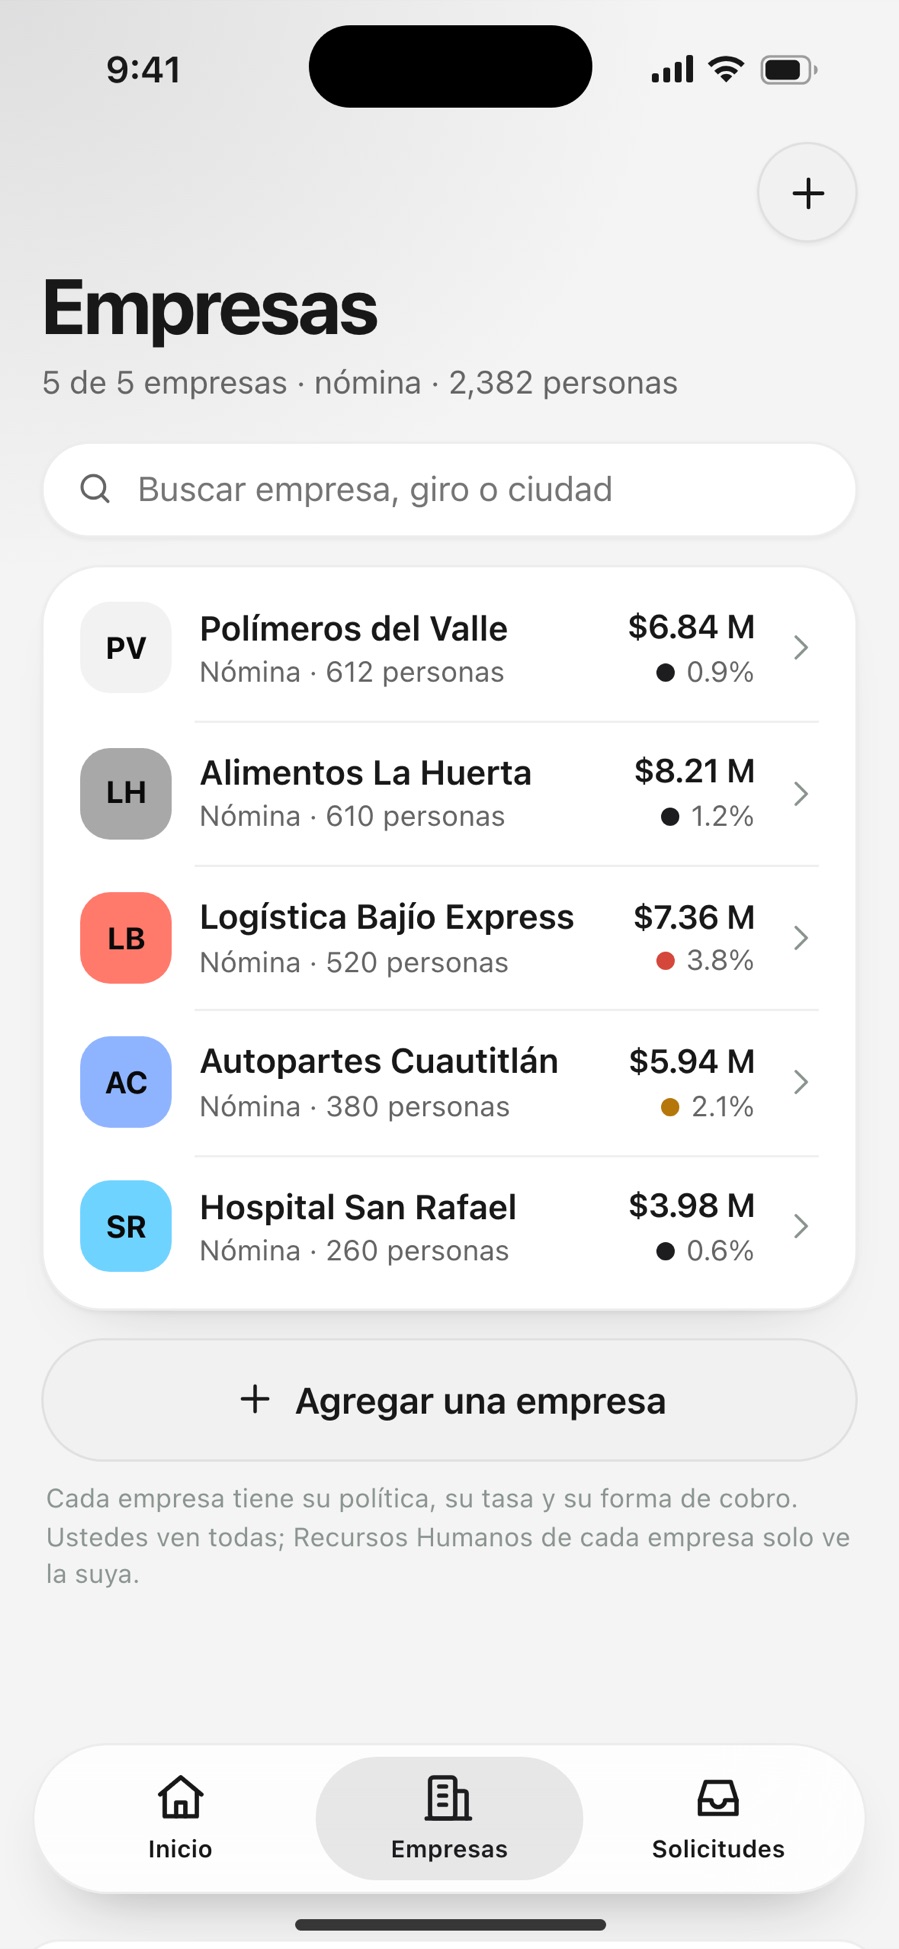 9:41
Empresas
5 de 5 empresas · nómina · 2,382 personas
Buscar empresa, giro o ciudad
PV
Polímeros del Valle
$6.84 M
Nómina · 612 personas
0.9%
LH
Alimentos La Huerta
$8.21 M
Nómina · 610 personas
1.2%
LB
Logística Bajío Express
$7.36 M
Nómina · 520 personas
3.8%
AC
Autopartes Cuautitlán
$5.94 M
Nómina · 380 personas
2.1%
SR
Hospital San Rafael
$3.98 M
Nómina · 260 personas
0.6%
+ Agregar una empresa
Cada empresa tiene su política, su tasa y su forma de cobro.
Ustedes ven todas; Recursos Humanos de cada empresa solo ve
la suya.
Inicio
Empresas
Solicitudes